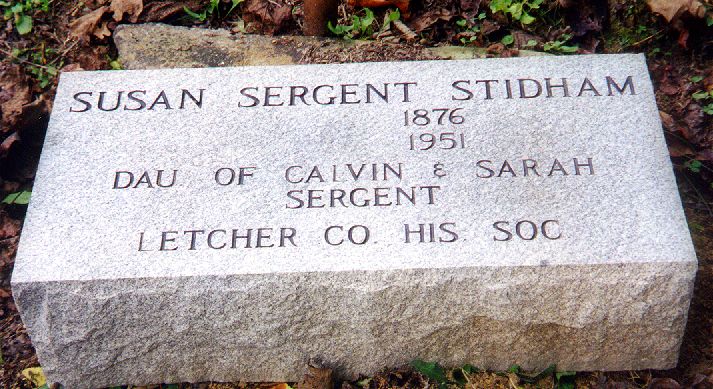 SUSAN SERGENT STIDHAM
1876
1951
DAU OF CALVIN & SARAH
SERGENT
LETCHER CO. HIS. SOC